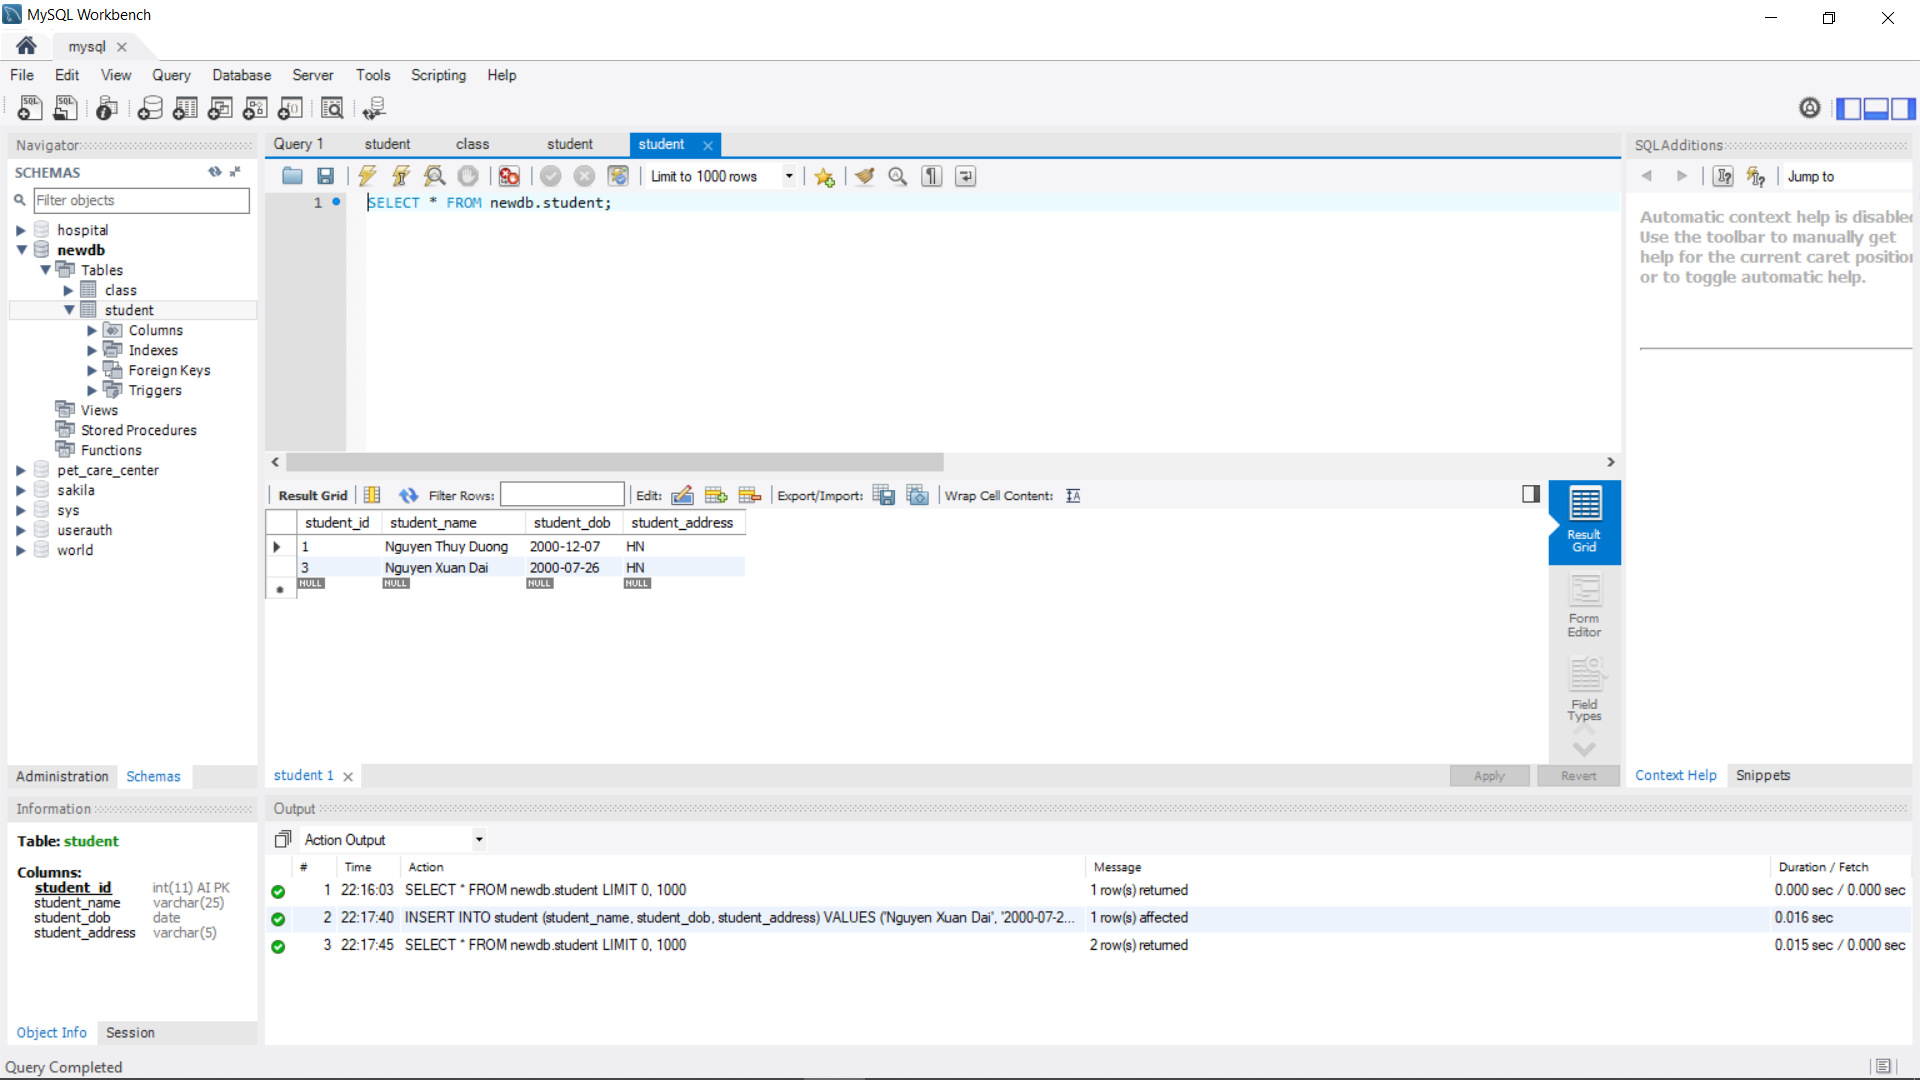 MySQL Workbench
mysql
File Edit View Query Database Server Tools Scripting Help
Navigator
SCHEMAS
Filter objects
hospital
newdb
Tables
class
student
Columns
Indexes
Foreign Keys
Triggers
Views
Stored Procedures
Functions
pet_care_center
sakila
sys
userauth
world
Administration Schemas
Information
Table: student
Columns:
student_id int(11) AI PK
student_name varchar(25)
student_dob date
student_address varchar(5)
Object Info Session
Query Completed
Query 1 student class student student
Limit to 1000 rows
1 SELECT * FROM newdb.student;
Result Grid Filter Rows: Edit: Export/Import: Wrap Cell Content:
student_id student_name student_dob student_address
1 Nguyen Thuy Duong 2000-12-07 HN
3 Nguyen Xuan Dai 2000-07-26 HN
NULL NULL NULL NULL
Result
Grid
Form
Editor
Field
Types
student 1 Apply Revert
SQLAdditions
Jump to
Automatic context help is disabled
Use the toolbar to manually get
help for the current caret position
or to toggle automatic help.
Context Help Snippets
Output
Action Output
# Time Action Message Duration / Fetch
1 22:16:03 SELECT * FROM newdb.student LIMIT 0, 1000 1 row(s) returned 0.000 sec / 0.000 sec
2 22:17:40 INSERT INTO student (student_name, student_dob, student_address) VALUES ('Nguyen Xuan Dai', '2000-07-2... 1 row(s) affected 0.016 sec
3 22:17:45 SELECT * FROM newdb.student LIMIT 0, 1000 2 row(s) returned 0.015 sec / 0.000 sec